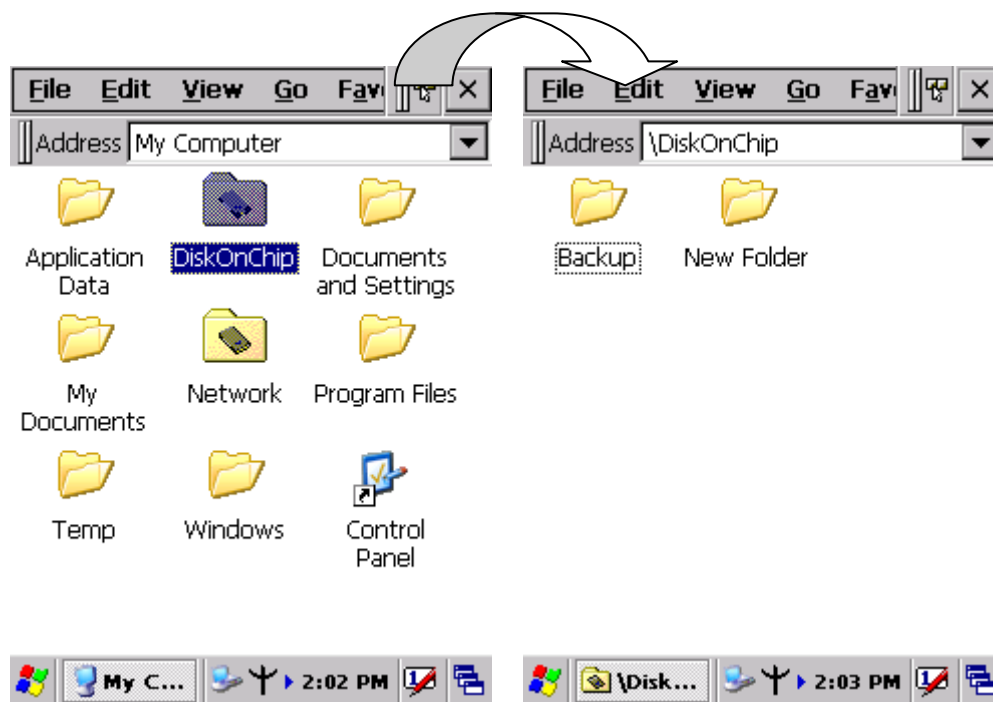 File Edit View Go Fav
Address My Computer
Application Data
DiskOnChip
Documents and Settings
My Documents
Network
Program Files
Temp
Windows
Control Panel
My C... 2:02 PM
File Edit View Go Fav
Address \DiskOnChip
Backup
New Folder
\Disk... 2:03 PM